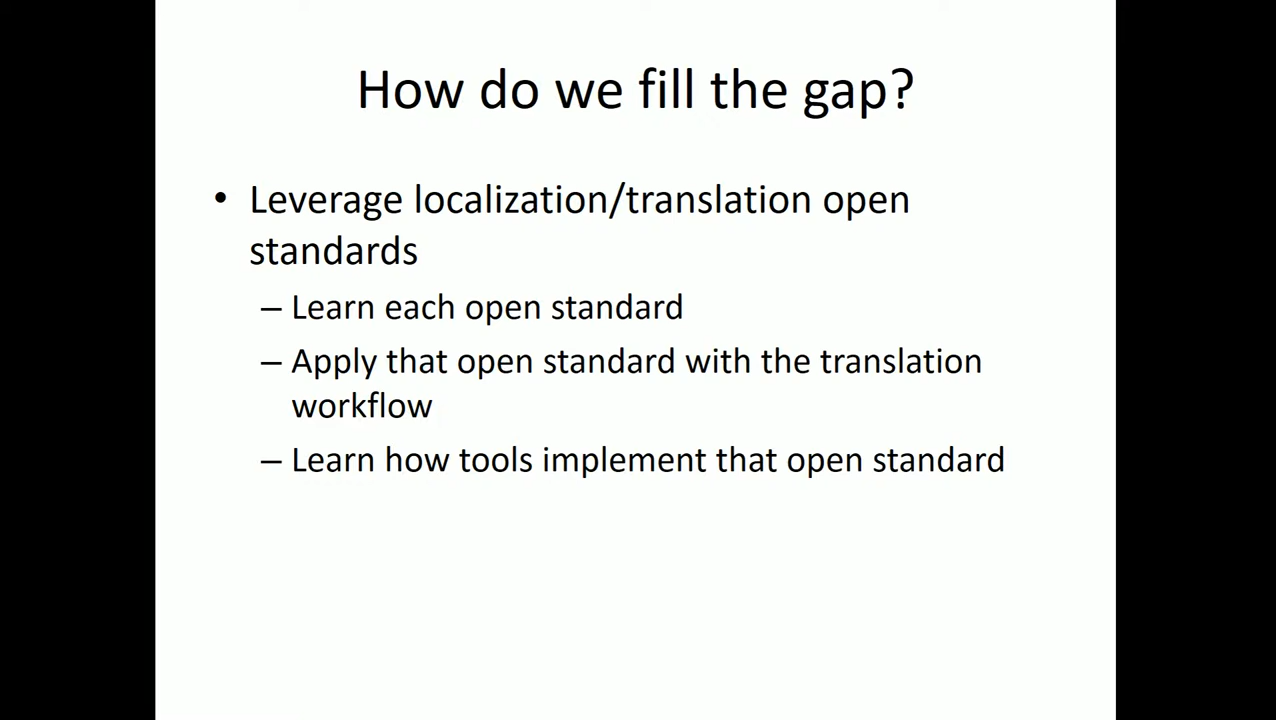 How do we fill the gap?
• Leverage localization/translation open
standards
– Learn each open standard
– Apply that open standard with the translation
workflow
– Learn how tools implement that open standard